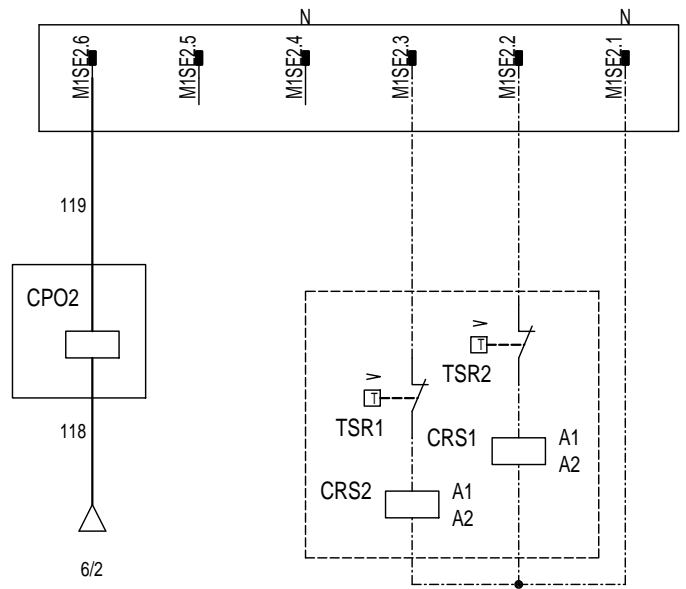 N
N
M1SE2.6
M1SE2.5
M1SE2.4
M1SE2.3
M1SE2.2
M1SE2.1
119
CPO2
118
6/2
V
T
TSR2
V
T
TSR1
CRS1
A1
A2
CRS2
A1
A2